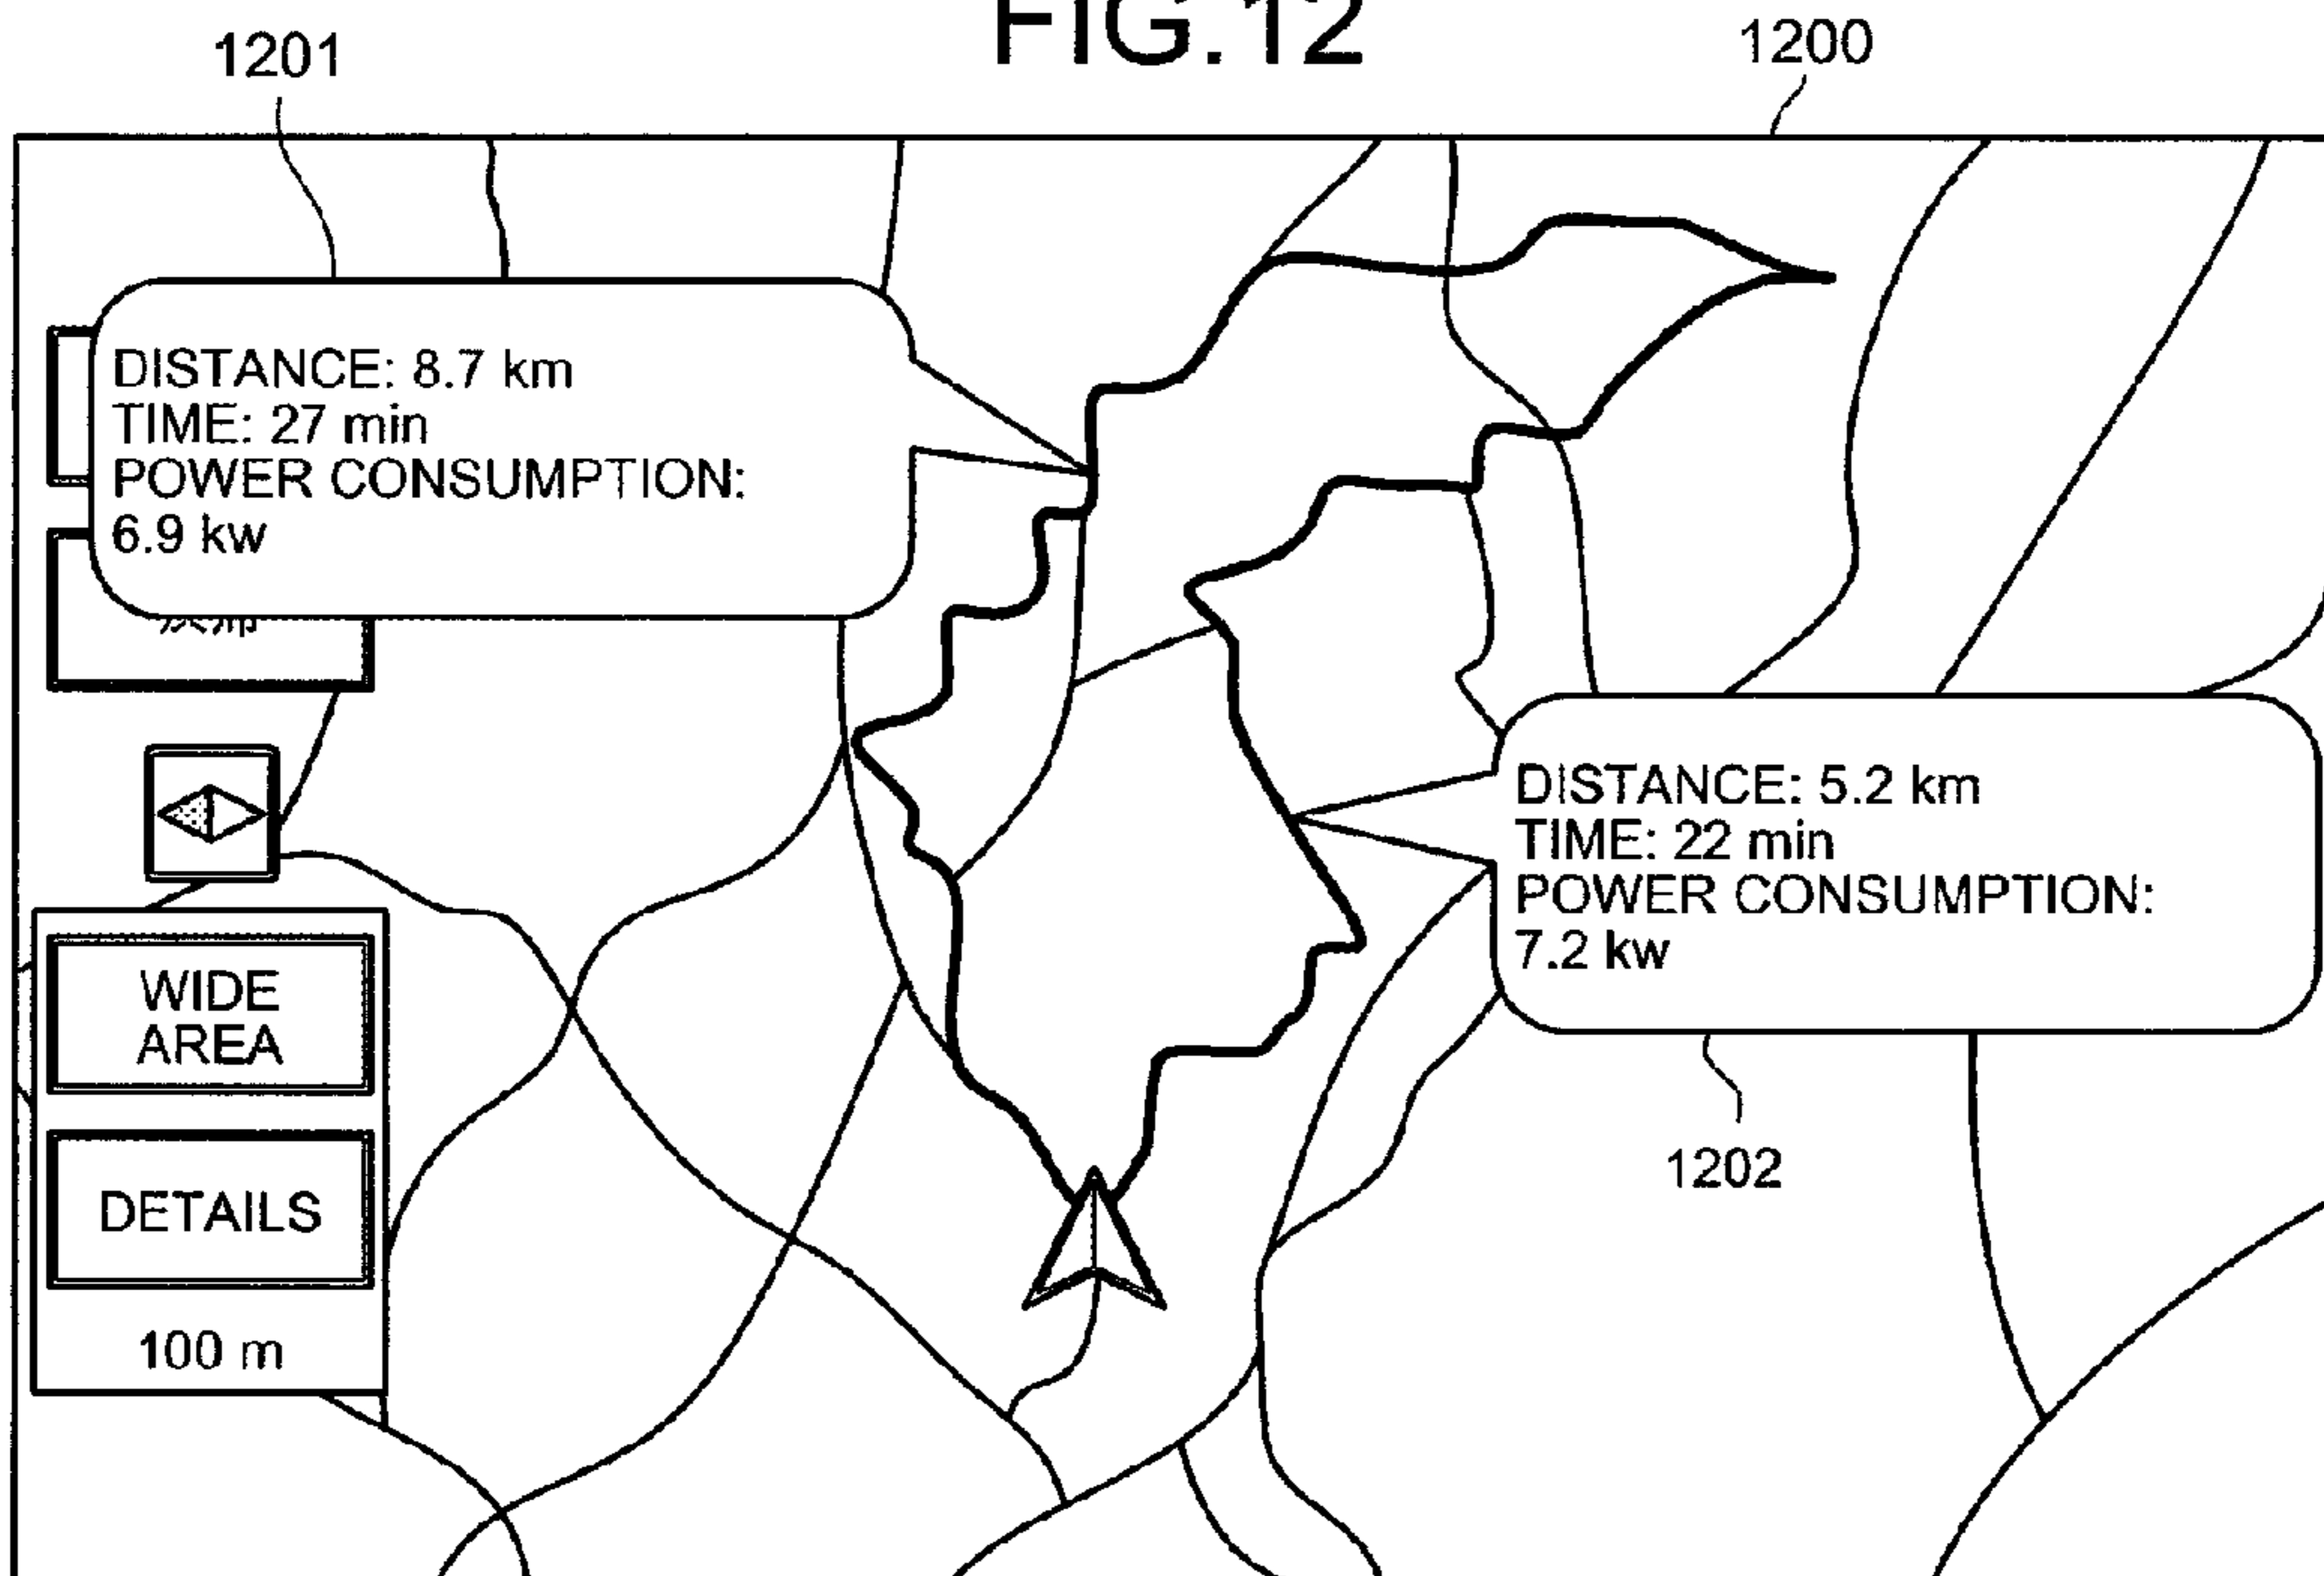 FIG.12
1201
1200
DISTANCE: 8.7 km
TIME: 27 min
POWER CONSUMPTION:
6.9 kw
DISTANCE: 5.2 km
TIME: 22 min
POWER CONSUMPTION:
7.2 kw
1202
WIDE
AREA
DETAILS
100 m